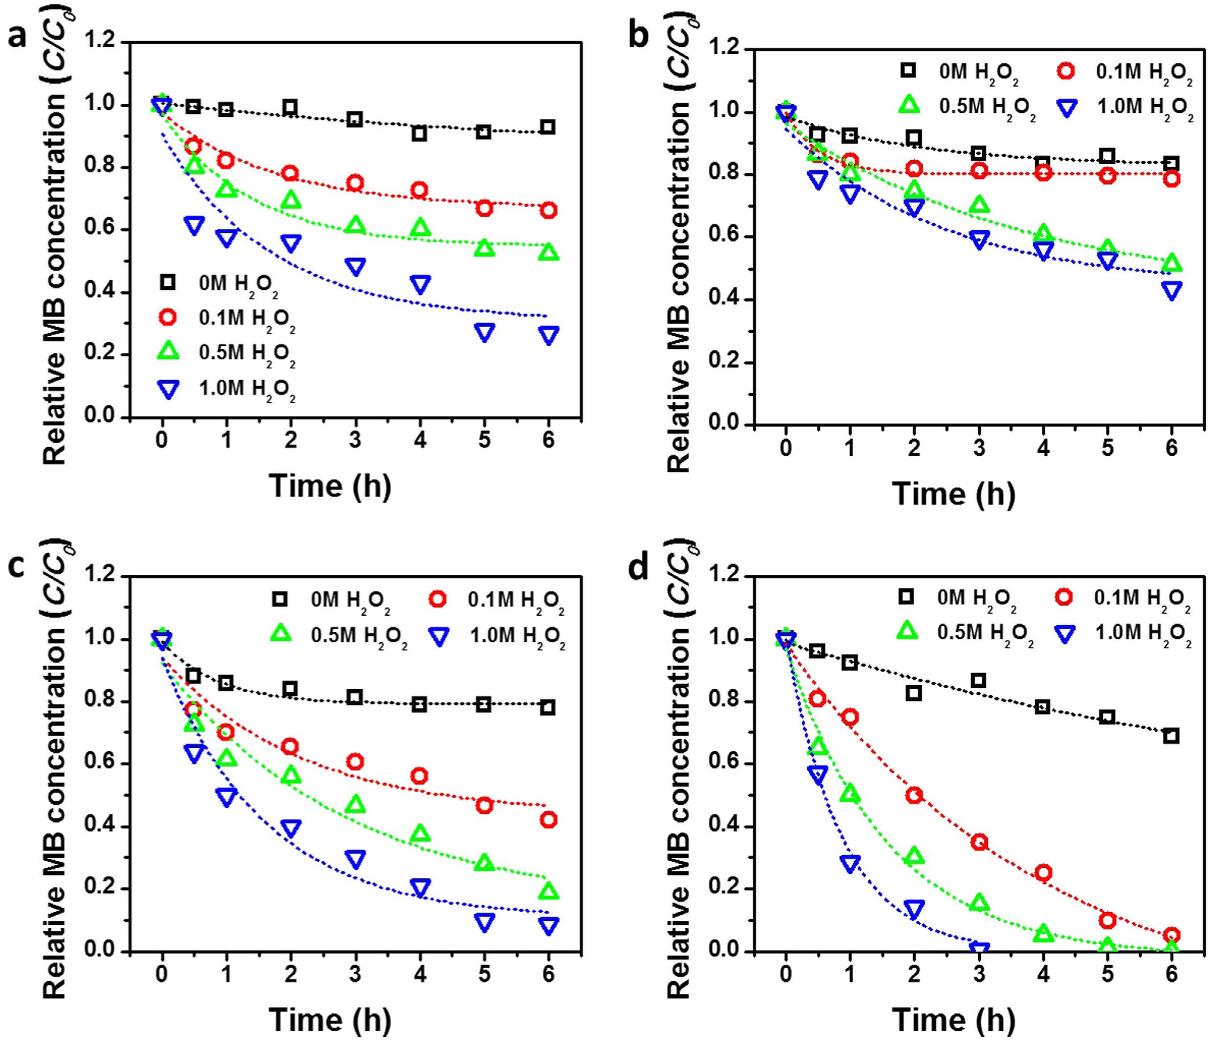 a
Relative MB concentration (C/C₀)
1.2
1.0
0.8
0.6
0.4
0.2
0.0
0M H₂O₂
0.1M H₂O₂
0.5M H₂O₂
1.0M H₂O₂
0 1 2 3 4 5 6
Time (h)
b
Relative MB concentration (C/C₀)
1.2
1.0
0.8
0.6
0.4
0.2
0.0
0M H₂O₂ 0.1M H₂O₂
0.5M H₂O₂ 1.0M H₂O₂
0 1 2 3 4 5 6
Time (h)
c
Relative MB concentration (C/C₀)
1.2
1.0
0.8
0.6
0.4
0.2
0.0
0M H₂O₂ 0.1M H₂O₂
0.5M H₂O₂ 1.0M H₂O₂
0 1 2 3 4 5 6
Time (h)
d
Relative MB concentration (C/C₀)
1.2
1.0
0.8
0.6
0.4
0.2
0.0
0M H₂O₂ 0.1M H₂O₂
0.5M H₂O₂ 1.0M H₂O₂
0 1 2 3 4 5 6
Time (h)